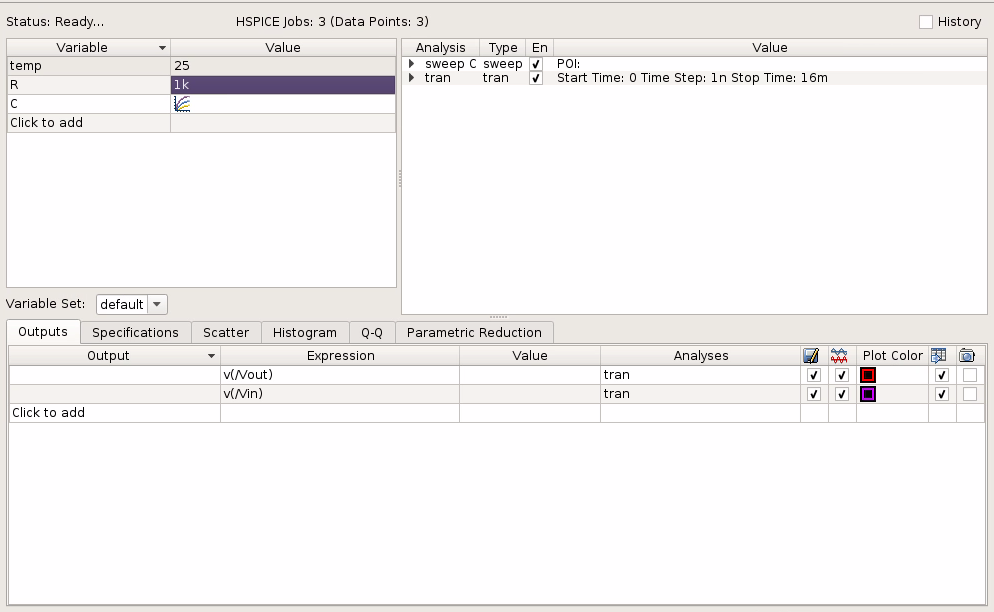 Status: Ready... HSPICE Jobs: 3 (Data Points: 3) History
Variable Value
temp 25
R 1k
C
Click to add
Analysis Type En Value
sweep C sweep POI:
tran tran Start Time: 0 Time Step: 1n Stop Time: 16m
Variable Set: default
Outputs Specifications Scatter Histogram Q-Q Parametric Reduction
Output Expression Value Analyses Plot Color
v(/Vout) tran
v(/Vin) tran
Click to add